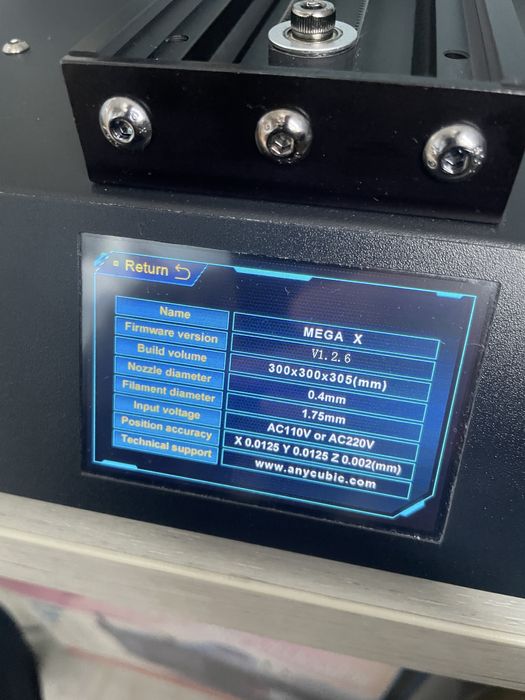 Return
Name MEGA X
Firmware version V1.2.6
Build volume 300x300x305(mm)
Nozzle diameter 0.4mm
Filament diameter 1.75mm
Input voltage AC110V or AC220V
Position accuracy X 0.0125 Y 0.0125 Z 0.002(mm)
Technical support www.anycubic.com